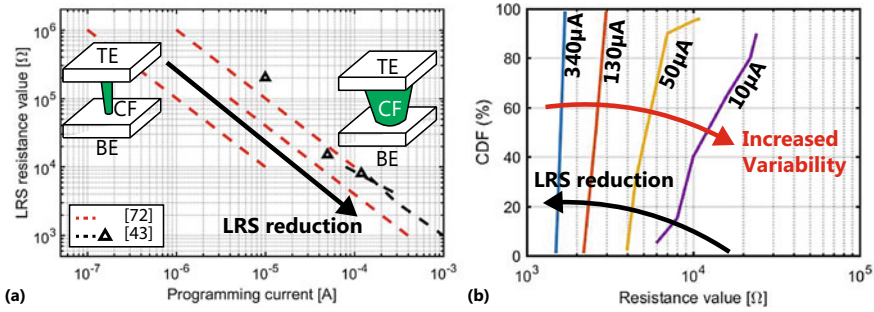 LRS resistance value [Ω]
10⁶
10⁵
10⁴
10³
TE
CF
BE
TE
CF
BE
LRS reduction
[72]
[43]
10⁻⁷
10⁻⁶
10⁻⁵
10⁻⁴
10⁻³
(a)
Programming current [A]
CDF (%)
100
80
60
40
20
0
340µA
130µA
50µA
10µA
Increased
Variability
LRS reduction
10³
10⁴
10⁵
(b)
Resistance value [Ω]